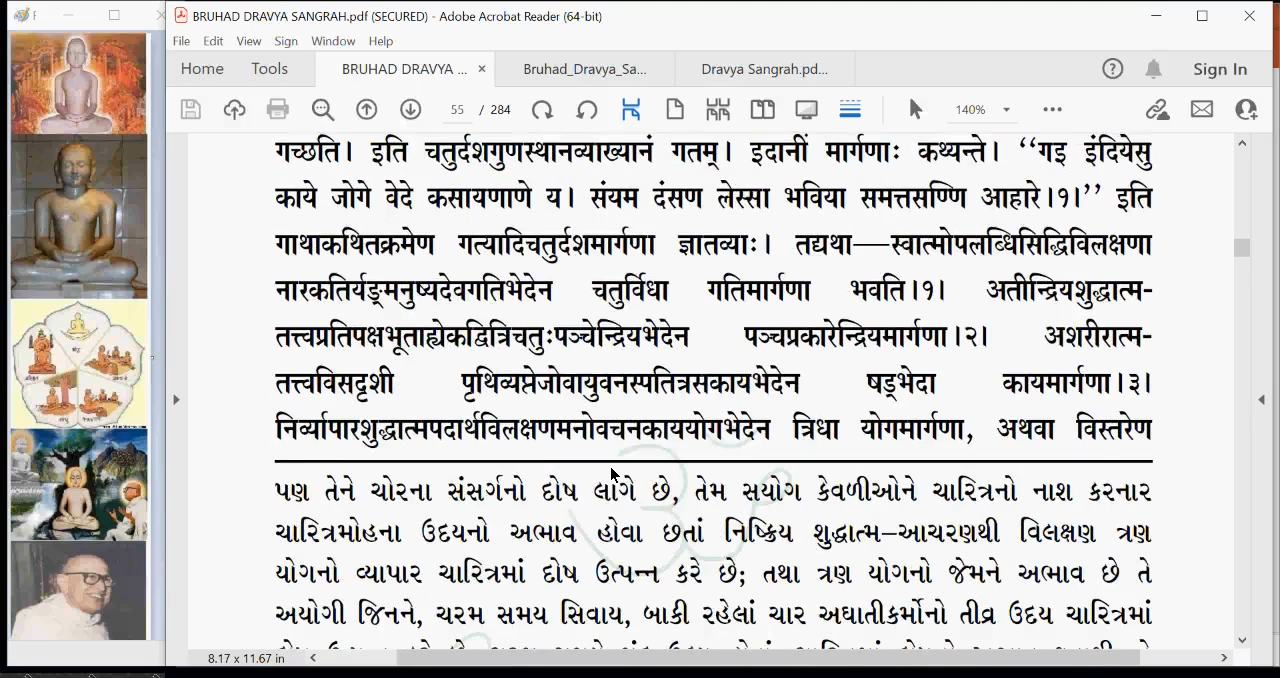 BRUHAD DRAVYA SANGRAH.pdf (SECURED) - Adobe Acrobat Reader (64-bit)
File Edit View Sign Window Help
Home Tools BRUHAD DRAVYA ... × Bruhad_Dravya_Sa... Dravya Sangrah.pd... Sign In
55 / 284 140%
गच्छति। इति चतुर्दशगुणस्थानव्याख्यानं गतम्। इदानीं मार्गणाः कथ्यन्ते। ‘‘गइ इंदियेसु
काये जोगे वेदे कसायणाणे य। संयम दंसण लेस्सा भविया समत्तसण्णि आहारे।१।’’ इति
गाथाकथितक्रमेण गत्यादिचतुर्दशमार्गणा ज्ञातव्याः। तद्यथा—स्वात्मोपलब्धिसिद्धिविलक्षणा
नारकतिर्यङ्मनुष्यदेवगतिभेदेन चतुर्विधा गतिमार्गणा भवति।१। अतीन्द्रियशुद्धात्म-
तत्त्वप्रतिपक्षभूताह्येकद्वित्रिचतुःपञ्चेन्द्रियभेदेन पञ्चप्रकारेन्द्रियमार्गणा।२। अशरीरात्म-
तत्त्वविसदृशी पृथिव्यप्तेजोवायुवनस्पतित्रसकायभेदेन षड्भेदा कायमार्गणा।३।
निर्व्यापारशुद्धात्मपदार्थविलक्षणमनोवचनकाययोगभेदेन त्रिधा योगमार्गणा, अथवा विस्तरेण
પણ તેને ચોરના સંસર્ગનો દોષ લાગે છે, તેમ સયોગ કેવળીઓને ચારિત્રનો નાશ કરનાર
ચારિત્રમોહના ઉદયનો અભાવ હોવા છતાં નિષ્ક્રિય શુદ્ધાત્મ–આચરણથી વિલક્ષણ ત્રણ
યોગનો વ્યાપાર ચારિત્રમાં દોષ ઉત્પન્ન કરે છે; તથા ત્રણ યોગનો જેમને અભાવ છે તે
અયોગી જિનને, ચરમ સમય સિવાય, બાકી રહેલાં ચાર અઘાતીકર્મોનો તીવ્ર ઉદય ચારિત્રમાં
8.17 x 11.67 in